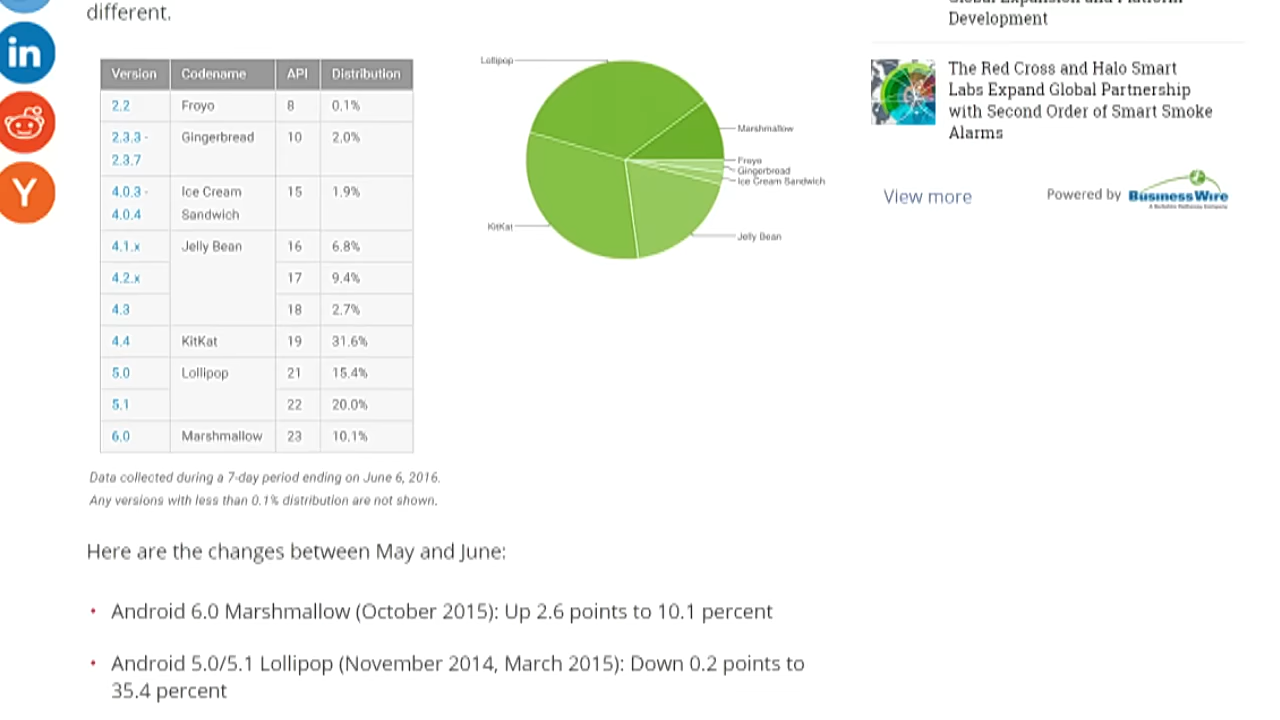 different.
Version Codename API Distribution
2.2 Froyo 8 0.1%
2.3.3 - Gingerbread 10 2.0%
2.3.7
4.0.3 - Ice Cream 15 1.9%
4.0.4 Sandwich
4.1.x Jelly Bean 16 6.8%
4.2.x 17 9.4%
4.3 18 2.7%
4.4 KitKat 19 31.6%
5.0 Lollipop 21 15.4%
5.1 22 20.0%
6.0 Marshmallow 23 10.1%
Data collected during a 7-day period ending on June 6, 2016.
Any versions with less than 0.1% distribution are not shown.
Lollipop
Marshmallow
Froyo
Gingerbread
Ice Cream Sandwich
KitKat
Jelly Bean
Here are the changes between May and June:
• Android 6.0 Marshmallow (October 2015): Up 2.6 points to 10.1 percent
• Android 5.0/5.1 Lollipop (November 2014, March 2015): Down 0.2 points to
35.4 percent
Development
The Red Cross and Halo Smart
Labs Expand Global Partnership
with Second Order of Smart Smoke
Alarms
View more
Powered by Business Wire
in
Y